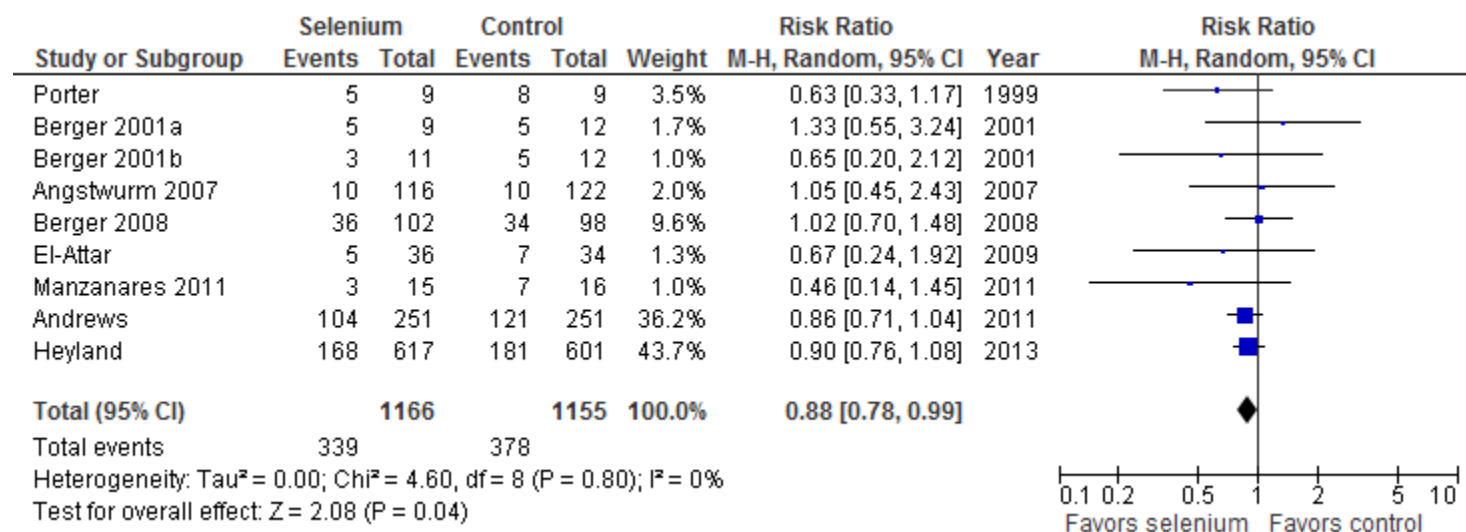 Selenium Control Risk Ratio Risk Ratio
Study or Subgroup Events Total Events Total Weight M-H, Random, 95% CI Year M-H, Random, 95% CI
Porter 5 9 8 9 3.5% 0.63 [0.33, 1.17] 1999
Berger 2001a 5 9 5 12 1.7% 1.33 [0.55, 3.24] 2001
Berger 2001b 3 11 5 12 1.0% 0.65 [0.20, 2.12] 2001
Angstwurm 2007 10 116 10 122 2.0% 1.05 [0.45, 2.43] 2007
Berger 2008 36 102 34 98 9.6% 1.02 [0.70, 1.48] 2008
El-Attar 5 36 7 34 1.3% 0.67 [0.24, 1.92] 2009
Manzanares 2011 3 15 7 16 1.0% 0.46 [0.14, 1.45] 2011
Andrews 104 251 121 251 36.2% 0.86 [0.71, 1.04] 2011
Heyland 168 617 181 601 43.7% 0.90 [0.76, 1.08] 2013
Total (95% CI) 1166 1155 100.0% 0.88 [0.78, 0.99]
Total events 339 378
Heterogeneity: Tau² = 0.00; Chi² = 4.60, df = 8 (P = 0.80); I² = 0%
Test for overall effect: Z = 2.08 (P = 0.04)
0.1 0.2 0.5 1 2 5 10
Favors selenium Favors control